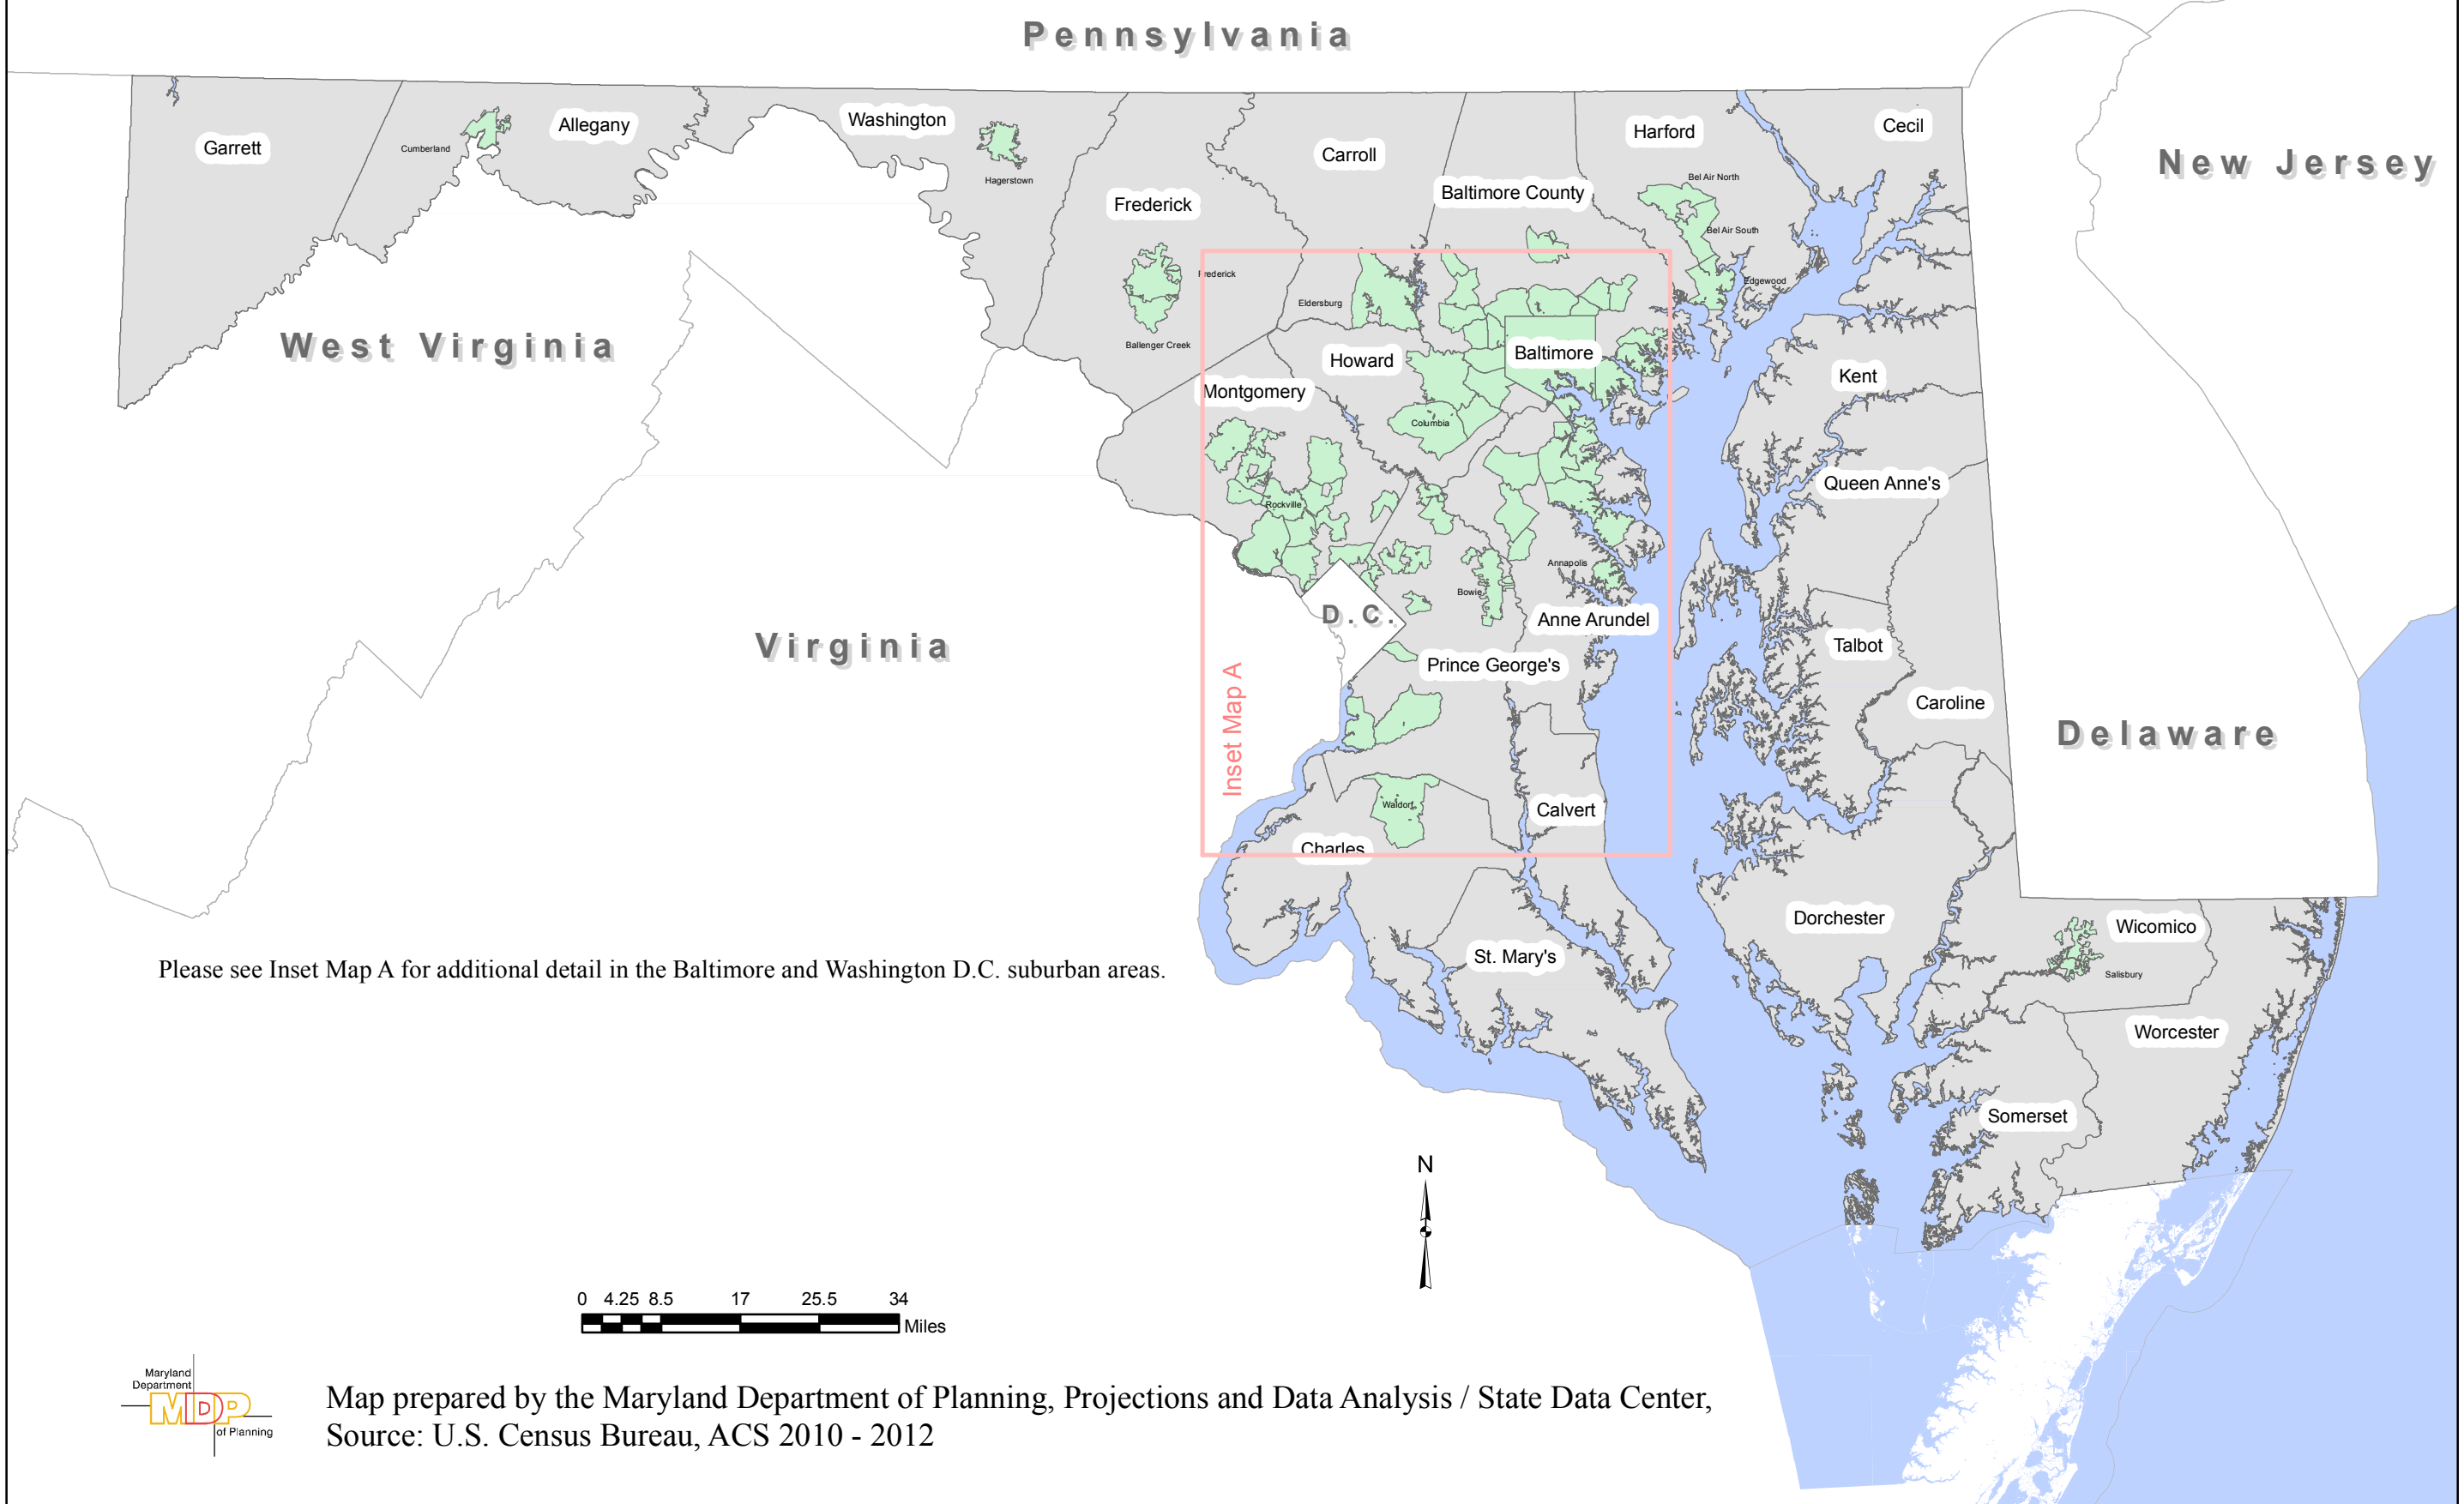 Pennsylvania
New Jersey
West Virginia
Virginia
Delaware
D.C.
Garrett
Cumberland
Allegany
Washington
Hagerstown
Frederick
Frederick
Ballenger Creek
Carroll
Eldersburg
Baltimore County
Harford
Bel Air North
Bel Air South
Edgewood
Cecil
Howard
Baltimore
Montgomery
Columbia
Rockville
Kent
Queen Anne's
Annapolis
Bowie
Anne Arundel
Prince George's
Talbot
Caroline
Inset Map A
Waldorf
Calvert
Charles
St. Mary's
Dorchester
Wicomico
Salisbury
Worcester
Somerset
Please see Inset Map A for additional detail in the Baltimore and Washington D.C. suburban areas.
N
0 4.25 8.5 17 25.5 34
Miles
Maryland
Department
MDP
of Planning
Map prepared by the Maryland Department of Planning, Projections and Data Analysis / State Data Center,
Source: U.S. Census Bureau, ACS 2010 - 2012